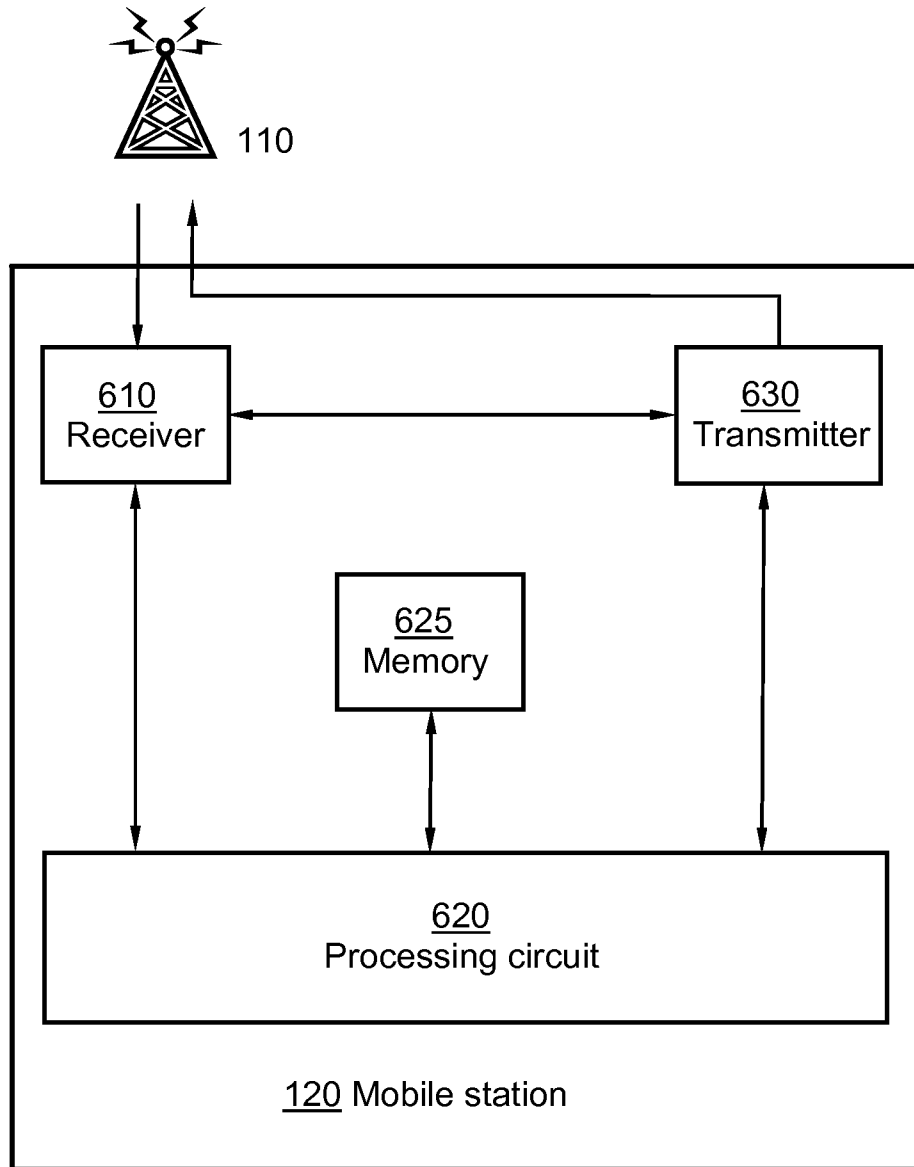 110
610
Receiver
630
Transmitter
625
Memory
620
Processing circuit
120 Mobile station